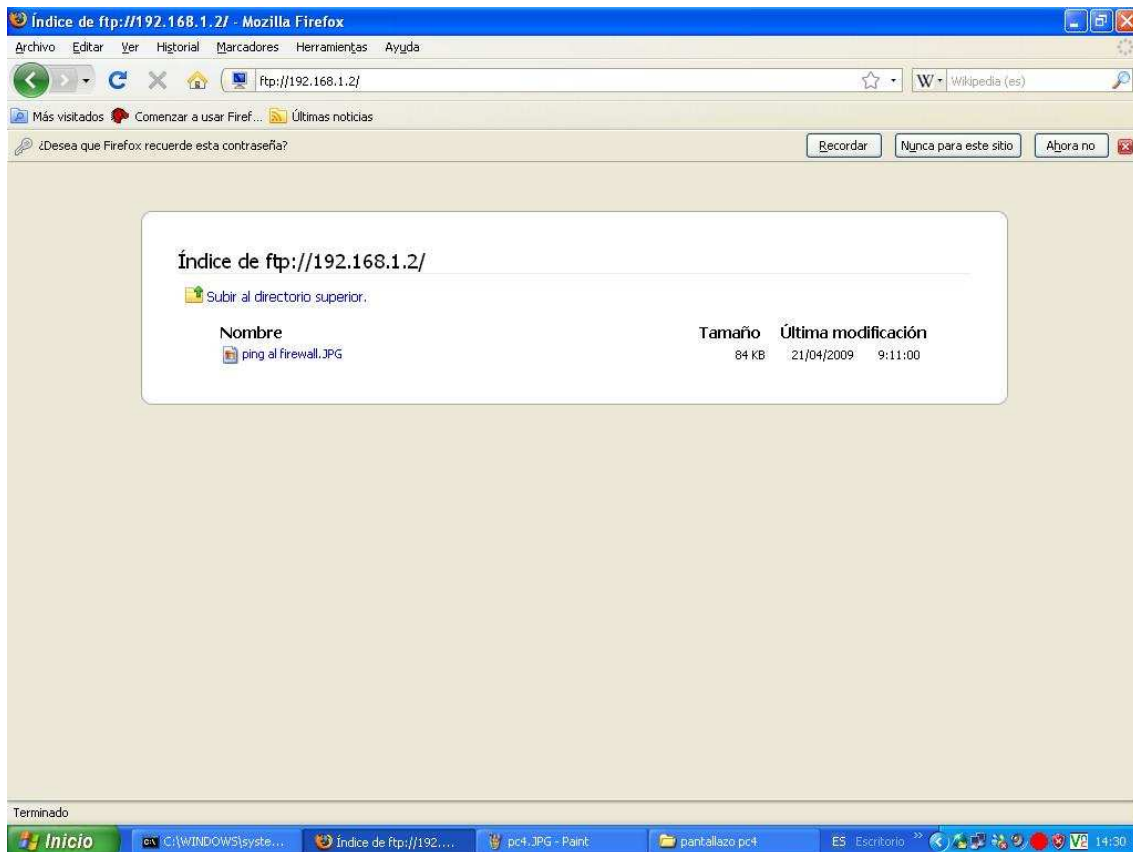 Índice de ftp://192.168.1.2/ - Mozilla Firefox
Archivo Editar Ver Historial Marcadores Herramientas Ayuda
ftp://192.168.1.2/ W Wikipedia (es)
Más visitados Comenzar a usar Firef... Últimas noticias
¿Desea que Firefox recuerde esta contraseña? Recordar Nunca para este sitio Ahora no
Índice de ftp://192.168.1.2/
Subir al directorio superior.
Nombre Tamaño Última modificación
ping al firewall.JPG 84 KB 21/04/2009 9:11:00
Terminado
Inicio C:\WINDOWS\syste... Índice de ftp://192.... pc4.JPG - Paint pantallazo pc4 ES Escritorio » V2 14:30